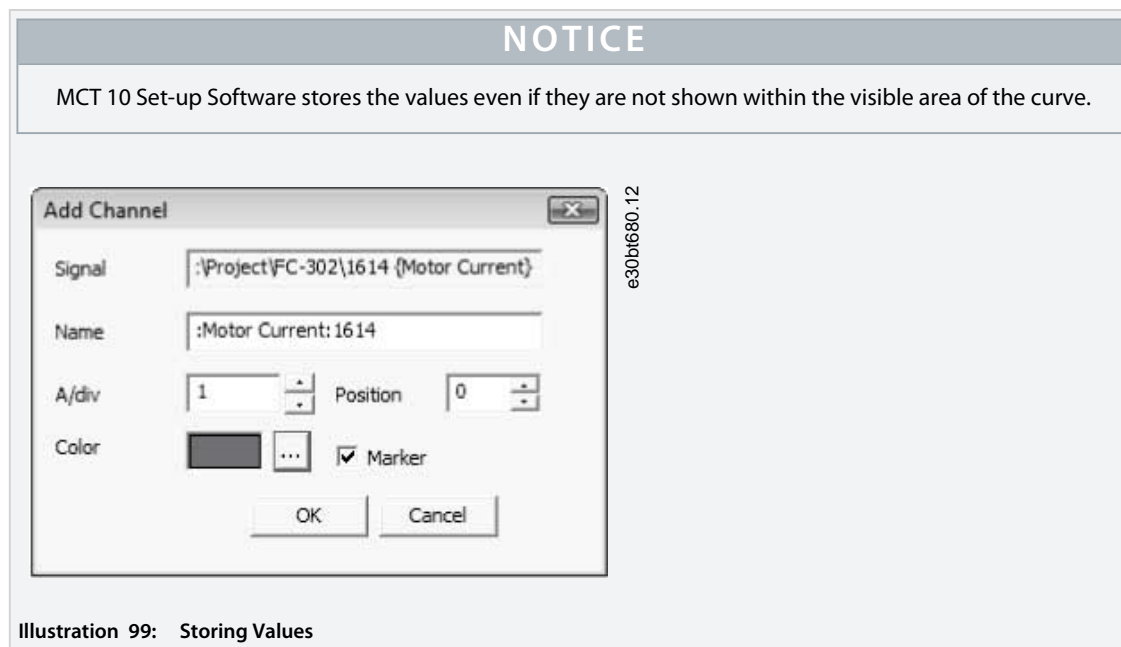 NOTICE
MCT 10 Set-up Software stores the values even if they are not shown within the visible area of the curve.
Add Channel
Signal :\Project\FC-302\1614 {Motor Current}
Name :Motor Current:1614
A/div 1 Position 0
Color ... Marker
OK Cancel
e30bt680.12
Illustration 99: Storing Values